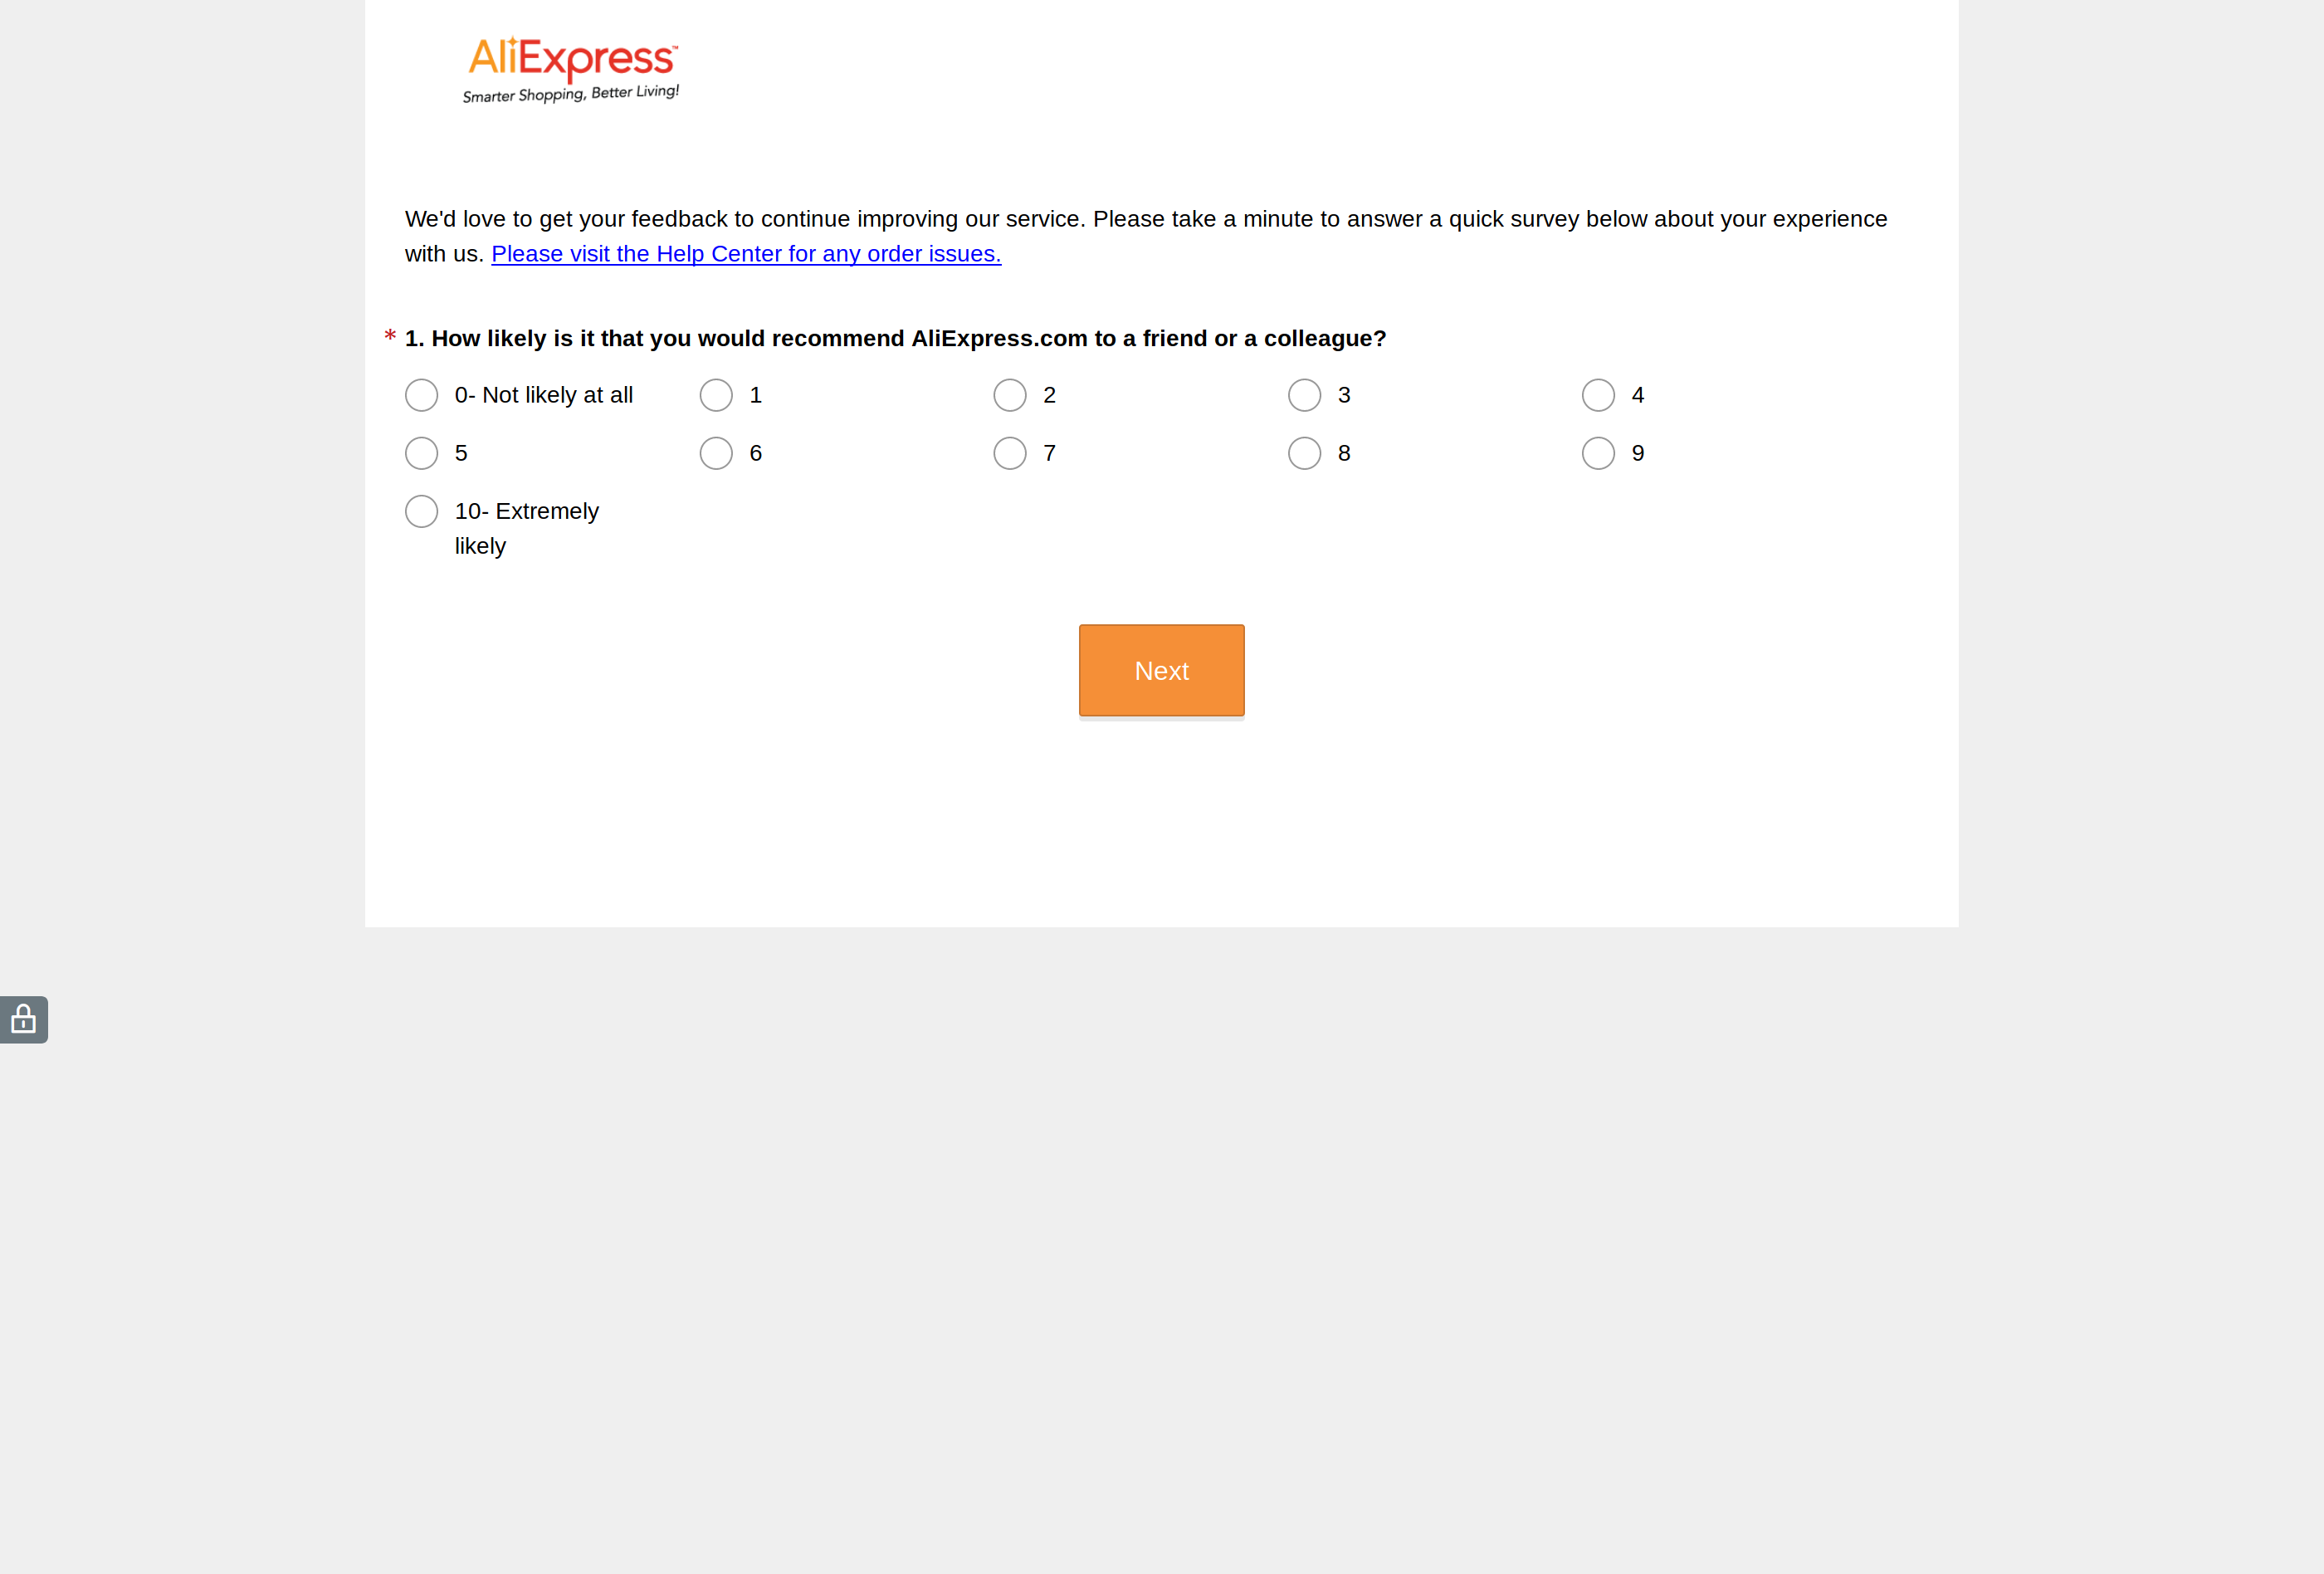 AliExpress™
Smarter Shopping, Better Living!
We'd love to get your feedback to continue improving our service. Please take a minute to answer a quick survey below about your experience
with us. Please visit the Help Center for any order issues.
* 1. How likely is it that you would recommend AliExpress.com to a friend or a colleague?
0- Not likely at all 1 2 3 4
5 6 7 8 9
10- Extremely
likely
Next